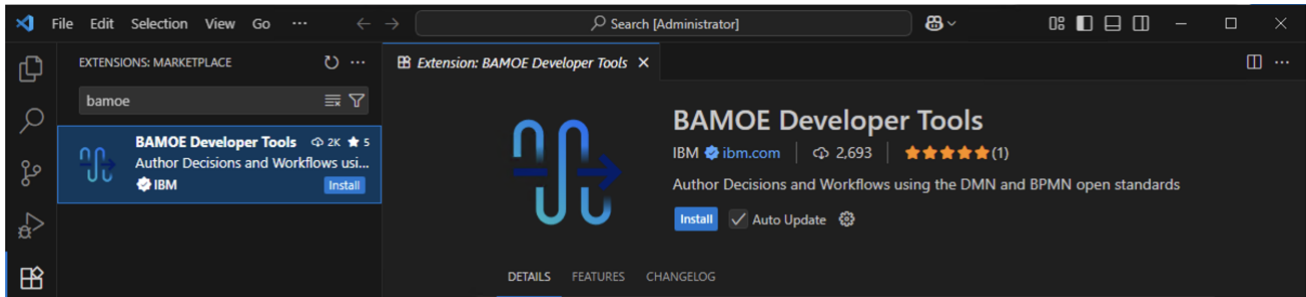 File Edit Selection View Go ··· Search [Administrator]
EXTENSIONS: MARKETPLACE
bamoe
BAMOE Developer Tools 2K 5
Author Decisions and Workflows usi...
IBM Install
Extension: BAMOE Developer Tools
BAMOE Developer Tools
IBM ibm.com | 2,693 | (1)
Author Decisions and Workflows using the DMN and BPMN open standards
Install Auto Update
DETAILS FEATURES CHANGELOG